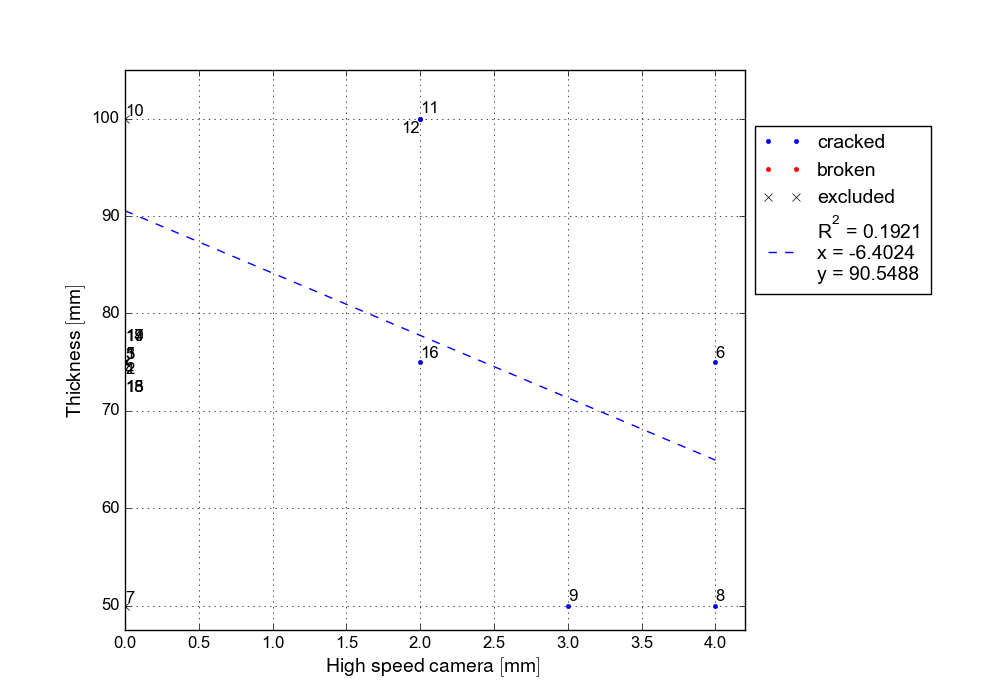 10
11
12
100
90
80
70
60
50
16
6
7
9
8
0.0 0.5 1.0 1.5 2.0 2.5 3.0 3.5 4.0
High speed camera [mm]
Thickness [mm]
cracked
broken
excluded
R2 = 0.1921
x = -6.4024
y = 90.5488